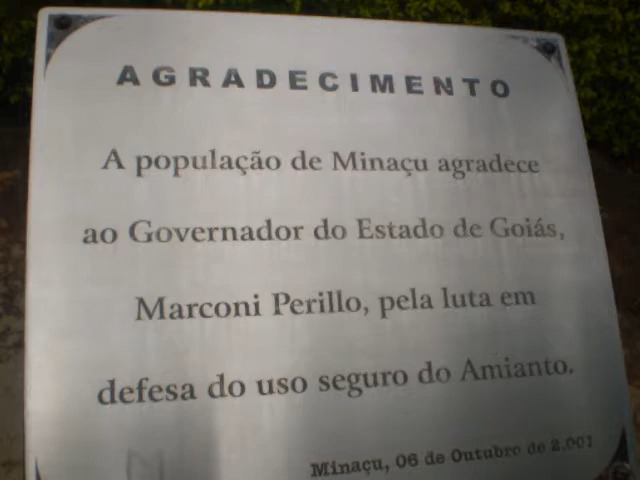 AGRADECIMENTO
A população de Minaçu agradece
ao Governador do Estado de Goiás,
Marconi Perillo, pela luta em
defesa do uso seguro do Amianto.
Minaçu, 06 de Outubro de 2.001